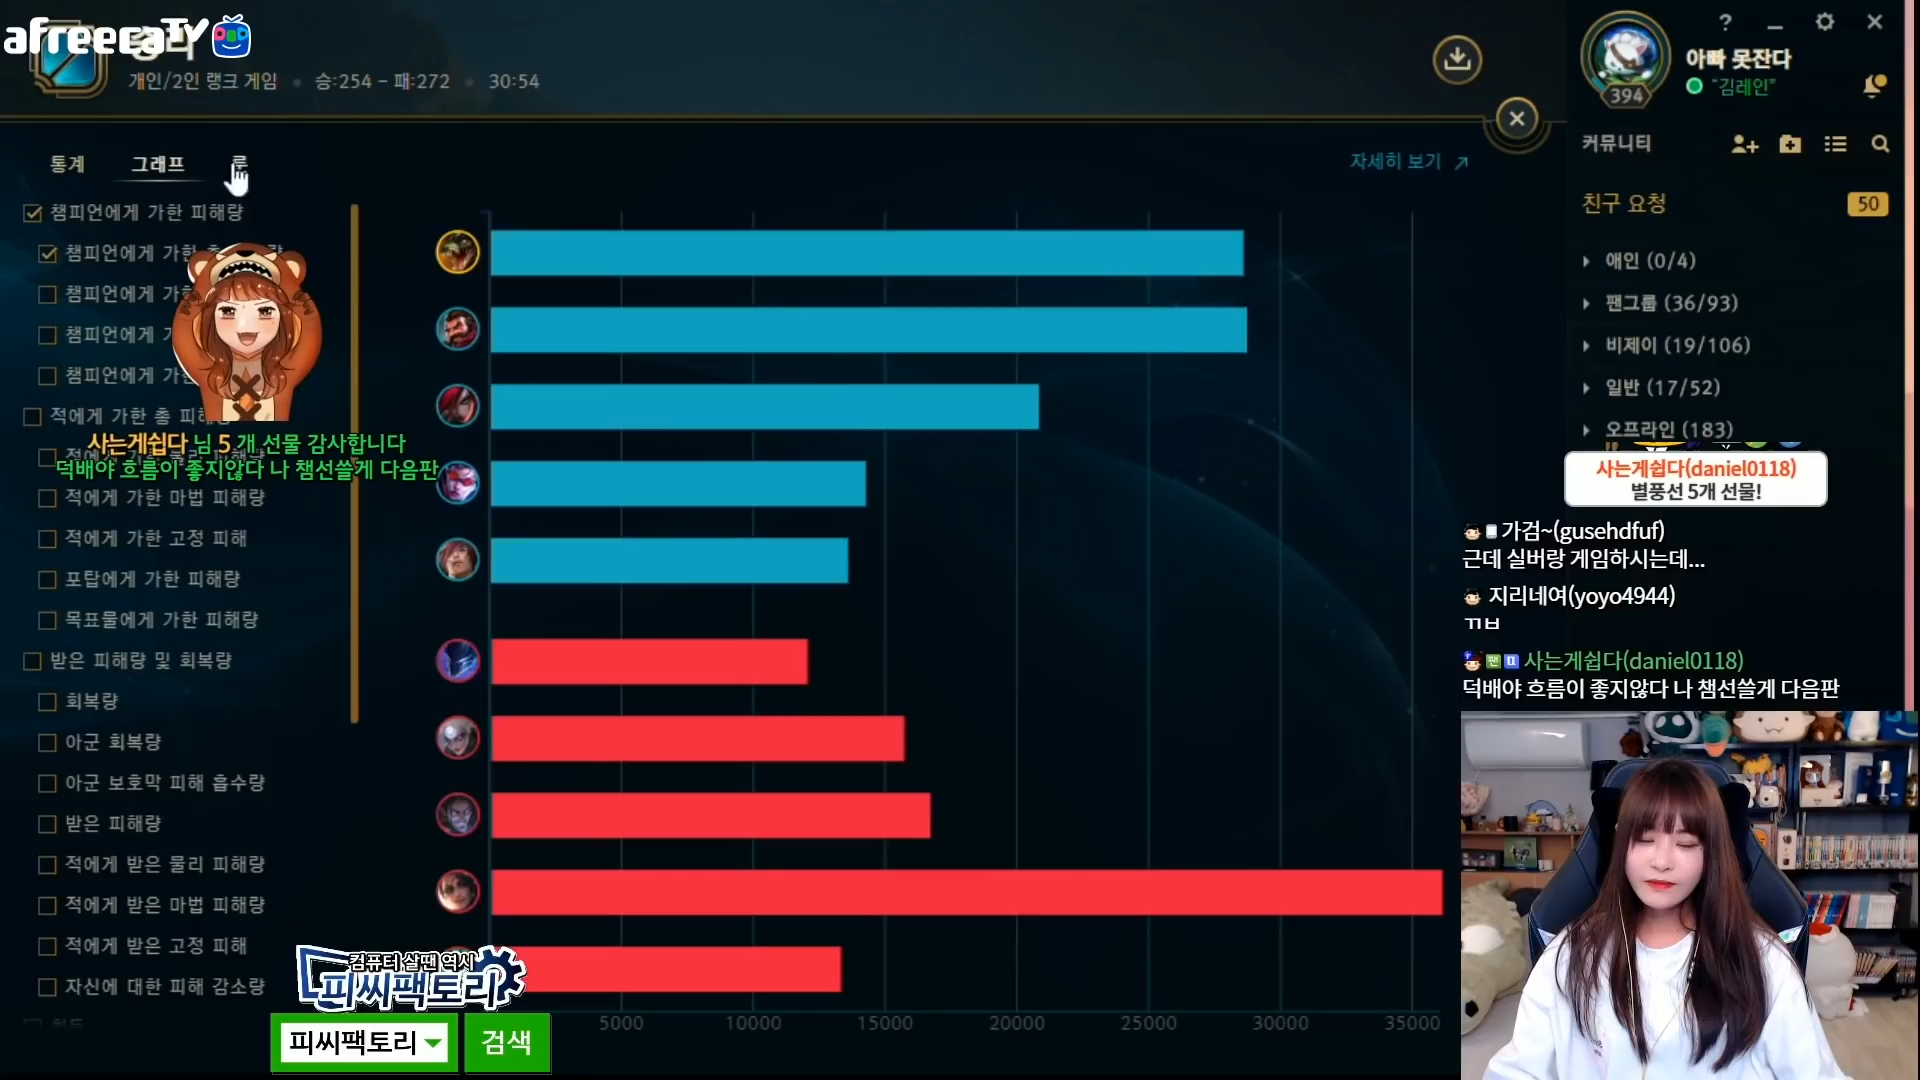 afreecaTV
승리
개인/2인 랭크 게임 • 승:254 - 패:272 • 30:54
394
아빠 못잔다
"김레인"
커뮤니티
통계
그래프
룬
자세히 보기
챔피언에게 가한 피해량
챔피언에게 가한
챔피언에게
챔피언에게
챔피언에게
적에게 가한 총
적에게 가한 마법 피해량
적에게 가한 고정 피해
포탑에게 가한 피해량
목표물에게 가한 피해량
받은 피해량 및 회복량
회복량
아군 회복량
아군 보호막 피해 흡수량
받은 피해량
적에게 받은 물리 피해량
적에게 받은 마법 피해량
적에게 받은 고정 피해
자신에 대한 피해 감소량
사는게쉽다 님 5 개 선물 감사합니다
덕배야 흐름이 좋지않다 나 챔선쓸게 다음판
5000 10000 15000 20000 25000 30000 35000
컴퓨터 살땐 역시
피씨팩토리
피씨팩토리
검색
친구 요청
50
애인 (0/4)
팬그룹 (36/93)
비제이 (19/106)
일반 (17/52)
오프라인 (183)
사는게쉽다(daniel0118)
별풍선 5개 선물!
가검~(gusehdfuf)
근데 실버랑 게임하시는데...
지리네여(yoyo4944)
ㄲㅂ
팬 사는게쉽다(daniel0118)
덕배야 흐름이 좋지않다 나 챔선쓸게 다음판